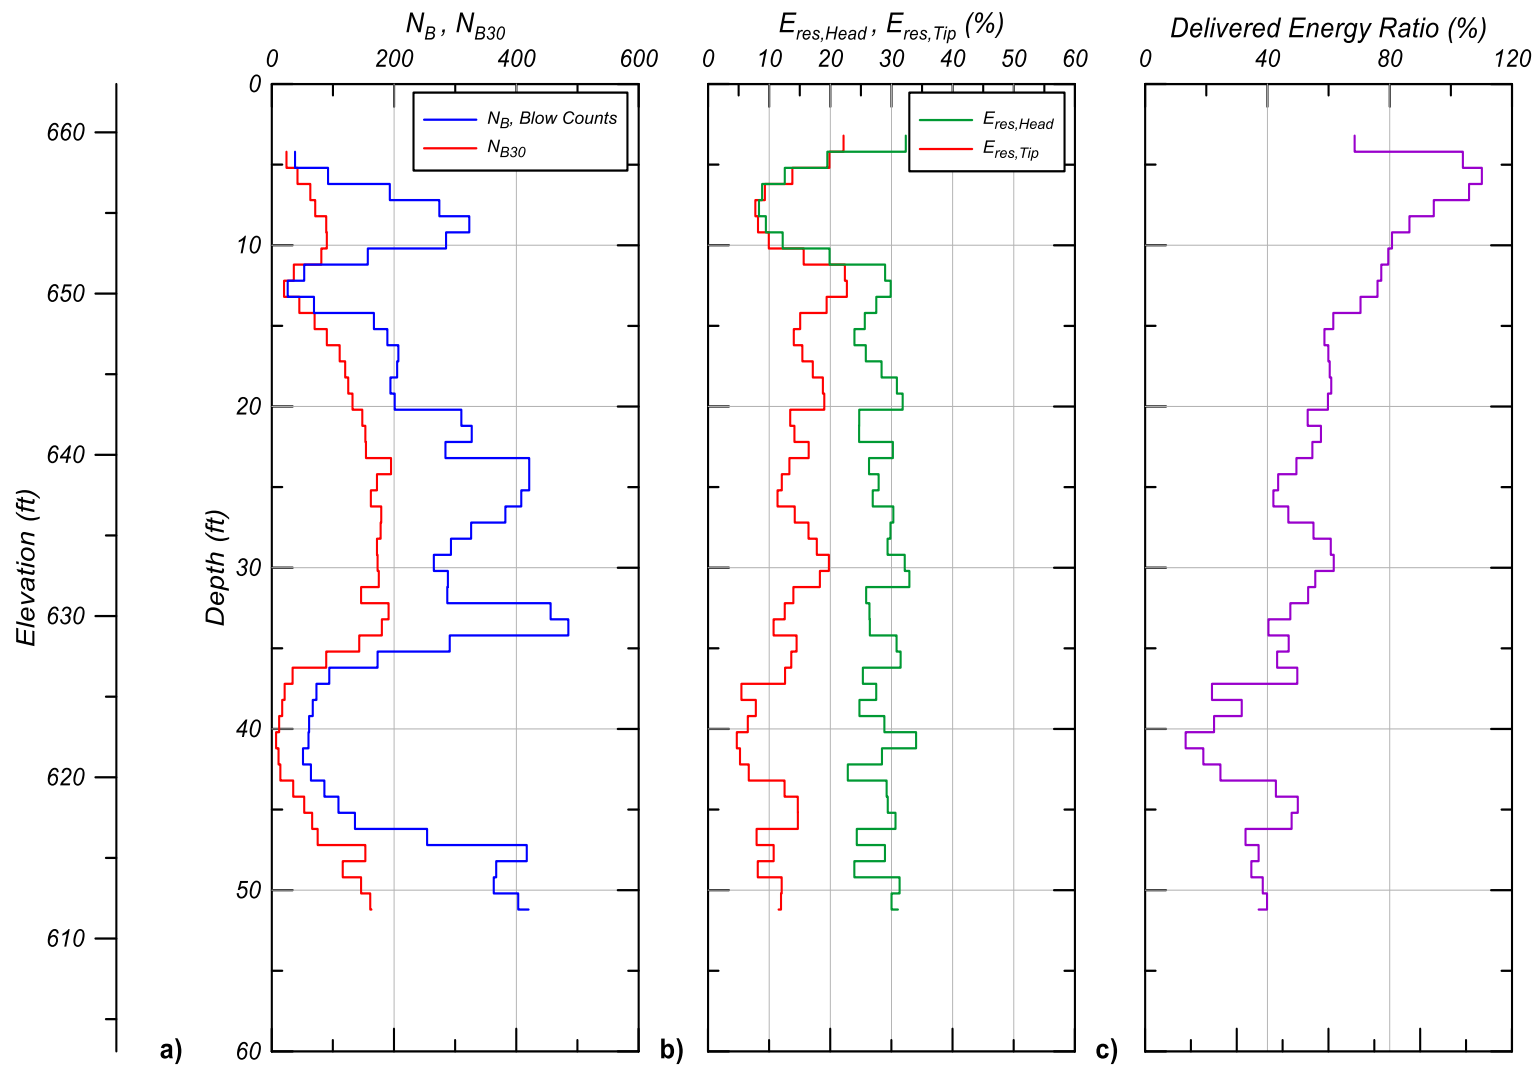 N_B, N_B30
0 200 400 600
E_res,Head, E_res,Tip (%)
0 10 20 30 40 50 60
Delivered Energy Ratio (%)
0 40 80 120
N_B, Blow Counts
N_B30
E_res,Head
E_res,Tip
Elevation (ft)
660
650
640
630
620
610
Depth (ft)
0
10
20
30
40
50
60
a)
b)
c)